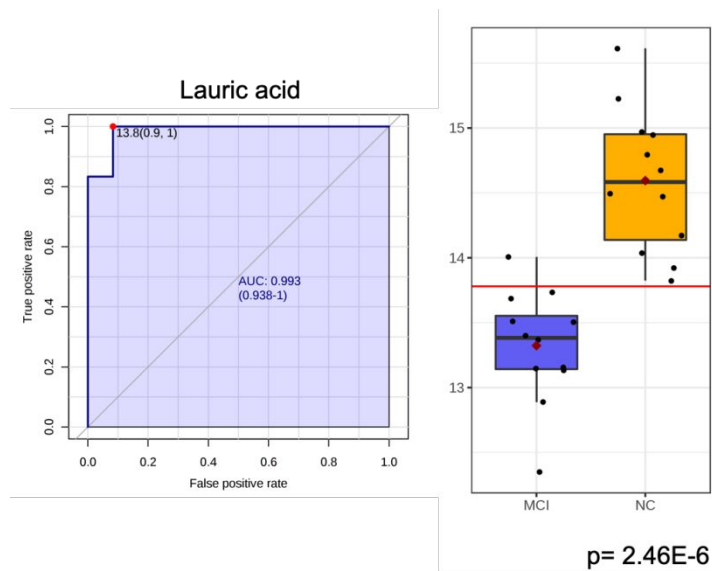 Lauric acid
1.0
0.8
0.6
0.4
0.2
0.0
True positive rate
13.8(0.9, 1)
AUC: 0.993
(0.938-1)
0.0 0.2 0.4 0.6 0.8 1.0
False positive rate
15
14
13
MCI NC
p= 2.46E-6